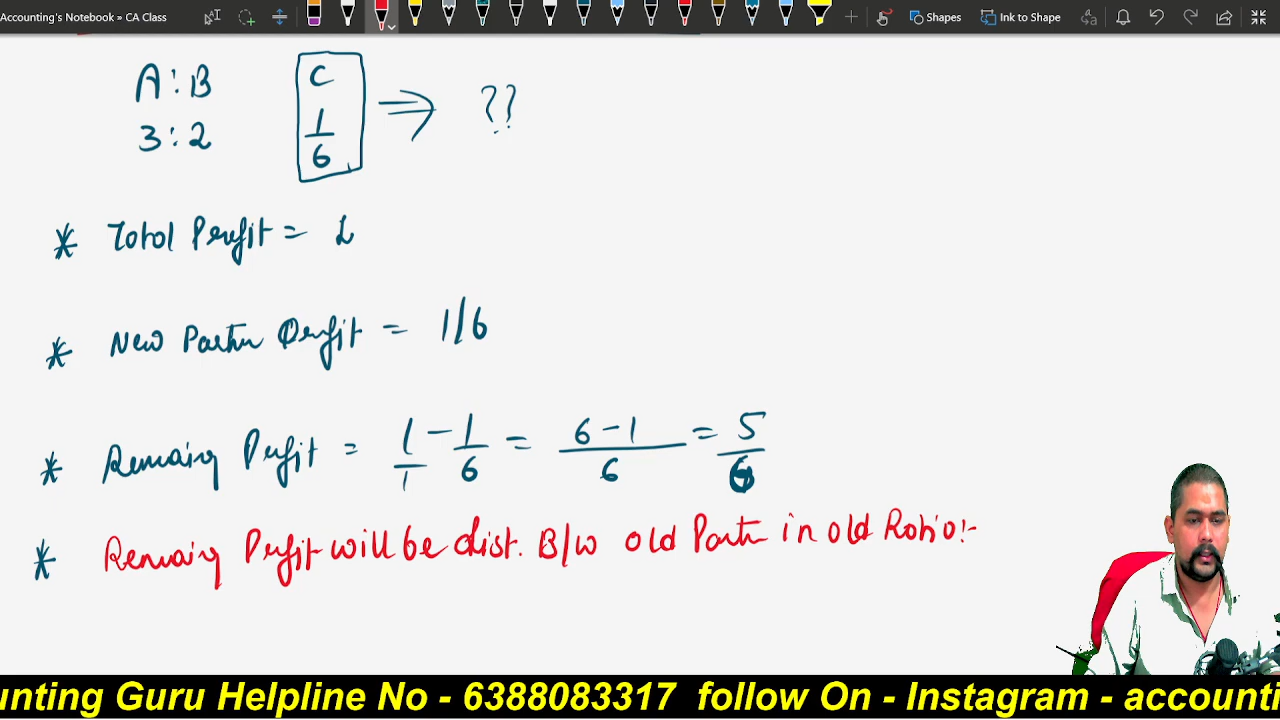 Accounting's Notebook » CA Class
Shapes
Ink to Shape
A:B C
3:2 1/6 ⇒ ??
* Total Profit = 1
* New Partner Profit = 1/6
* Remaing Profit = 1/1 - 1/6 = 6-1/6 = 5/6
* Remaing Profit will be dist. B/w old Partn in old Ratio:-
unting Guru Helpline No - 6388083317 follow On - Instagram - accounti